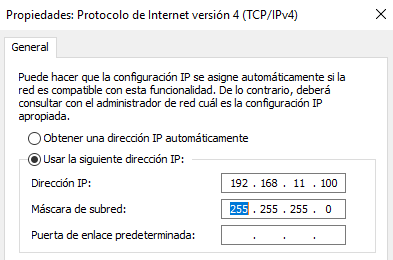 Propiedades: Protocolo de Internet versión 4 (TCP/IPv4)
General
Puede hacer que la configuración IP se asigne automáticamente si la
red es compatible con esta funcionalidad. De lo contrario, deberá
consultar con el administrador de red cuál es la configuración IP
apropiada.
Obtener una dirección IP automáticamente
Usar la siguiente dirección IP:
Dirección IP: 192 . 168 . 11 . 100
Máscara de subred: 255 . 255 . 255 . 0
Puerta de enlace predeterminada: . . .